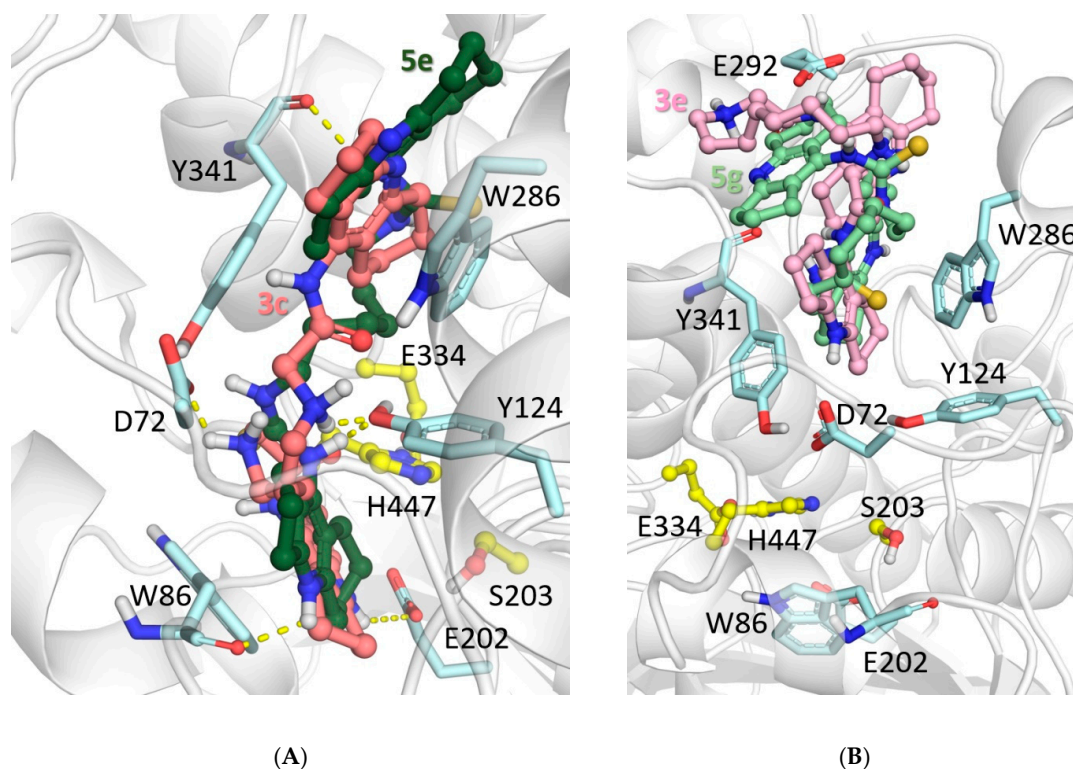 5e
Y341
W286
3c
E334
D72
Y124
H447
W86
S203
E202
(A)
E292
3e
5g
W286
Y341
Y124
D72
S203
E334
H447
W86
E202
(B)